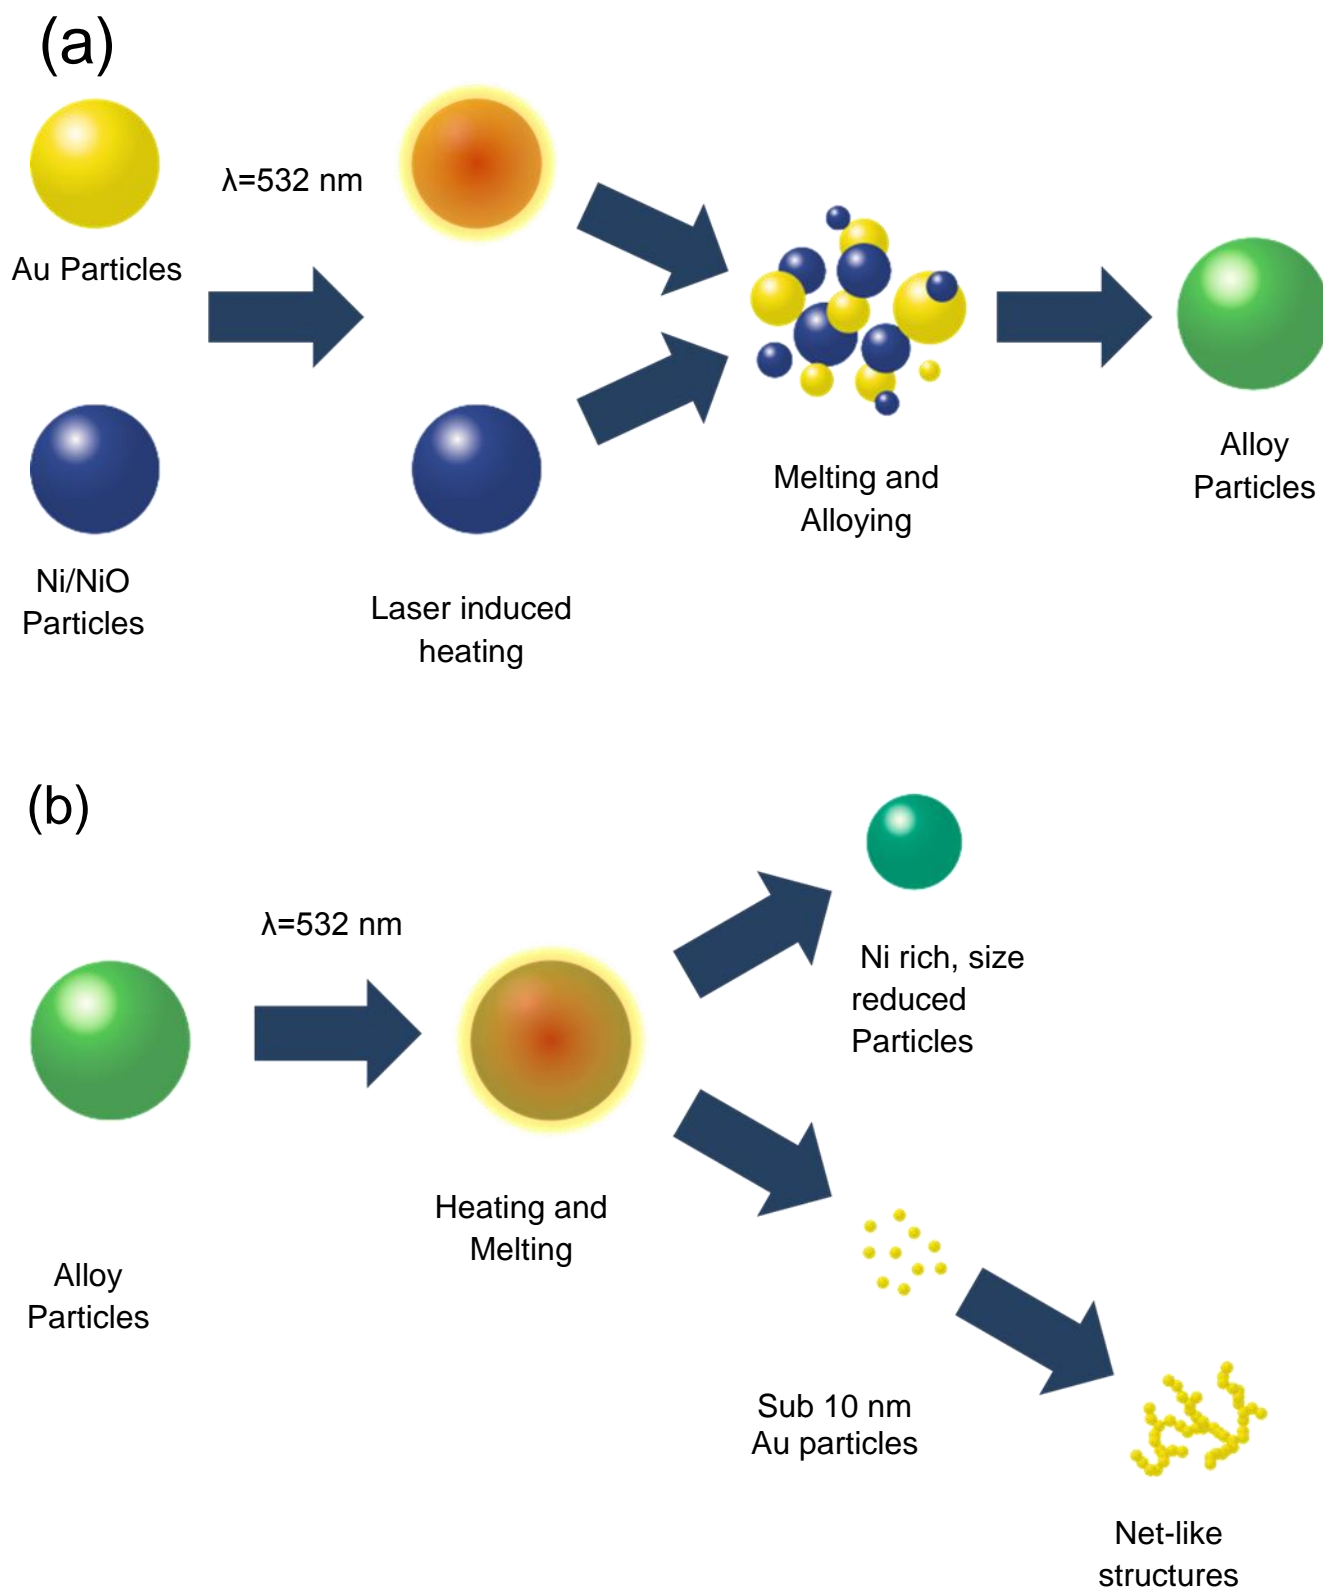 (a)
λ=532 nm
Au Particles
Ni/NiO
Particles
Laser induced
heating
Melting and
Alloying
Alloy
Particles
(b)
λ=532 nm
Alloy
Particles
Heating and
Melting
Ni rich, size
reduced
Particles
Sub 10 nm
Au particles
Net-like
structures